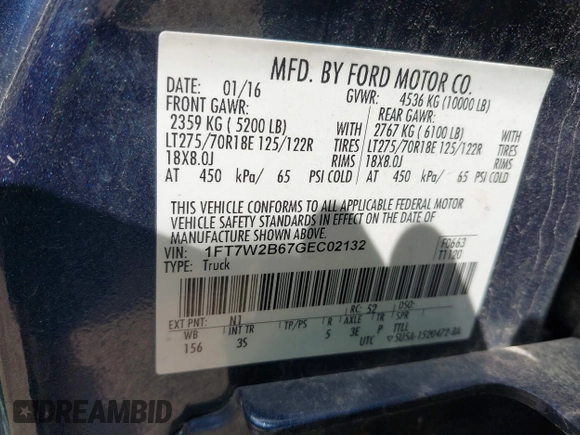 MFD. BY FORD MOTOR CO.
DATE: 01/16 GVWR: 4536 KG (10000 LB)
FRONT GAWR: REAR GAWR:
2359 KG ( 5200 LB) WITH 2767 KG ( 6100 LB) WITH
LT275/70R18E 125/122R TIRES LT275/70R18E 125/122R TIRES
18X8.0J RIMS 18X8.0J RIMS
AT 450 kPa/ 65 PSI COLD AT 450 kPa/ 65 PSI COLD
THIS VEHICLE CONFORMS TO ALL APPLICABLE FEDERAL MOTOR
VEHICLE SAFETY STANDARDS IN EFFECT ON THE DATE OF
MANUFACTURE SHOWN ABOVE.
VIN: 1FT7W2B67GEC02132 F0663
TYPE: Truck T1120
EXT PNT: N1 RC: 52 DSO:
WB INT TR TP/PS R AXLE TR SPR
156 3S 5 3E P TTLL
UTC
DREAMBID